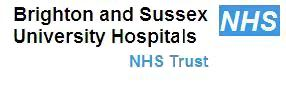 Brighton and Sussex NHS
University Hospitals
NHS Trust